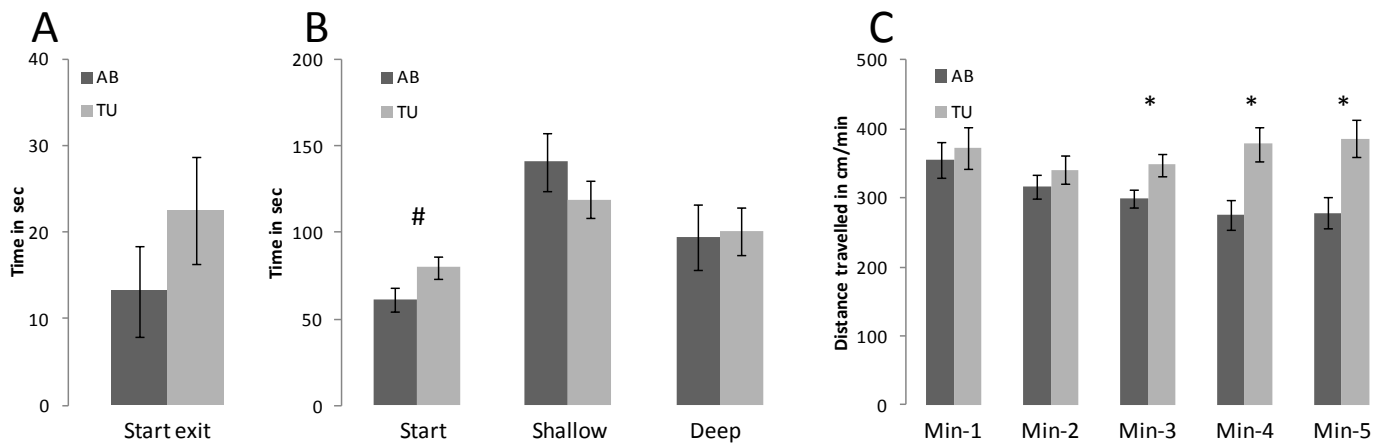 A
Time in sec
40
30
20
10
0
AB
TU
Start exit
B
Time in sec
200
150
100
50
0
AB
TU
#
Start Shallow Deep
C
Distance travelled in cm/min
500
400
300
200
100
0
AB
TU
* * *
Min-1 Min-2 Min-3 Min-4 Min-5